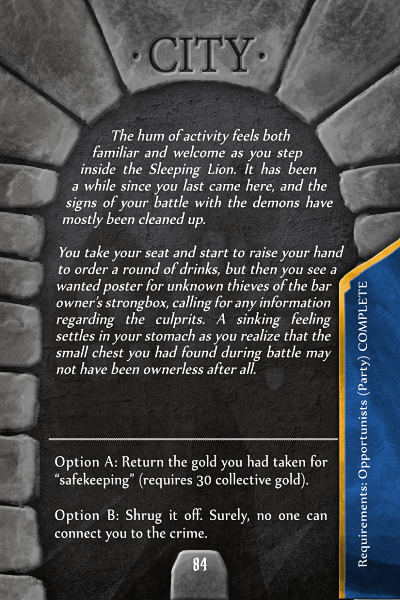 · CITY ·
The hum of activity feels both
familiar and welcome as you step
inside the Sleeping Lion. It has been
a while since you last came here, and the
signs of your battle with the demons have
mostly been cleaned up.
You take your seat and start to raise your hand
to order a round of drinks, but then you see a
wanted poster for unknown thieves of the bar
owner's strongbox, calling for any information
regarding the culprits. A sinking feeling
settles in your stomach as you realize that the
small chest you had found during battle may
not have been ownerless after all.
Option A: Return the gold you had taken for
“safekeeping” (requires 30 collective gold).
Option B: Shrug it off. Surely, no one can
connect you to the crime.
84
Requirements: Opportunists (Party) COMPLETE